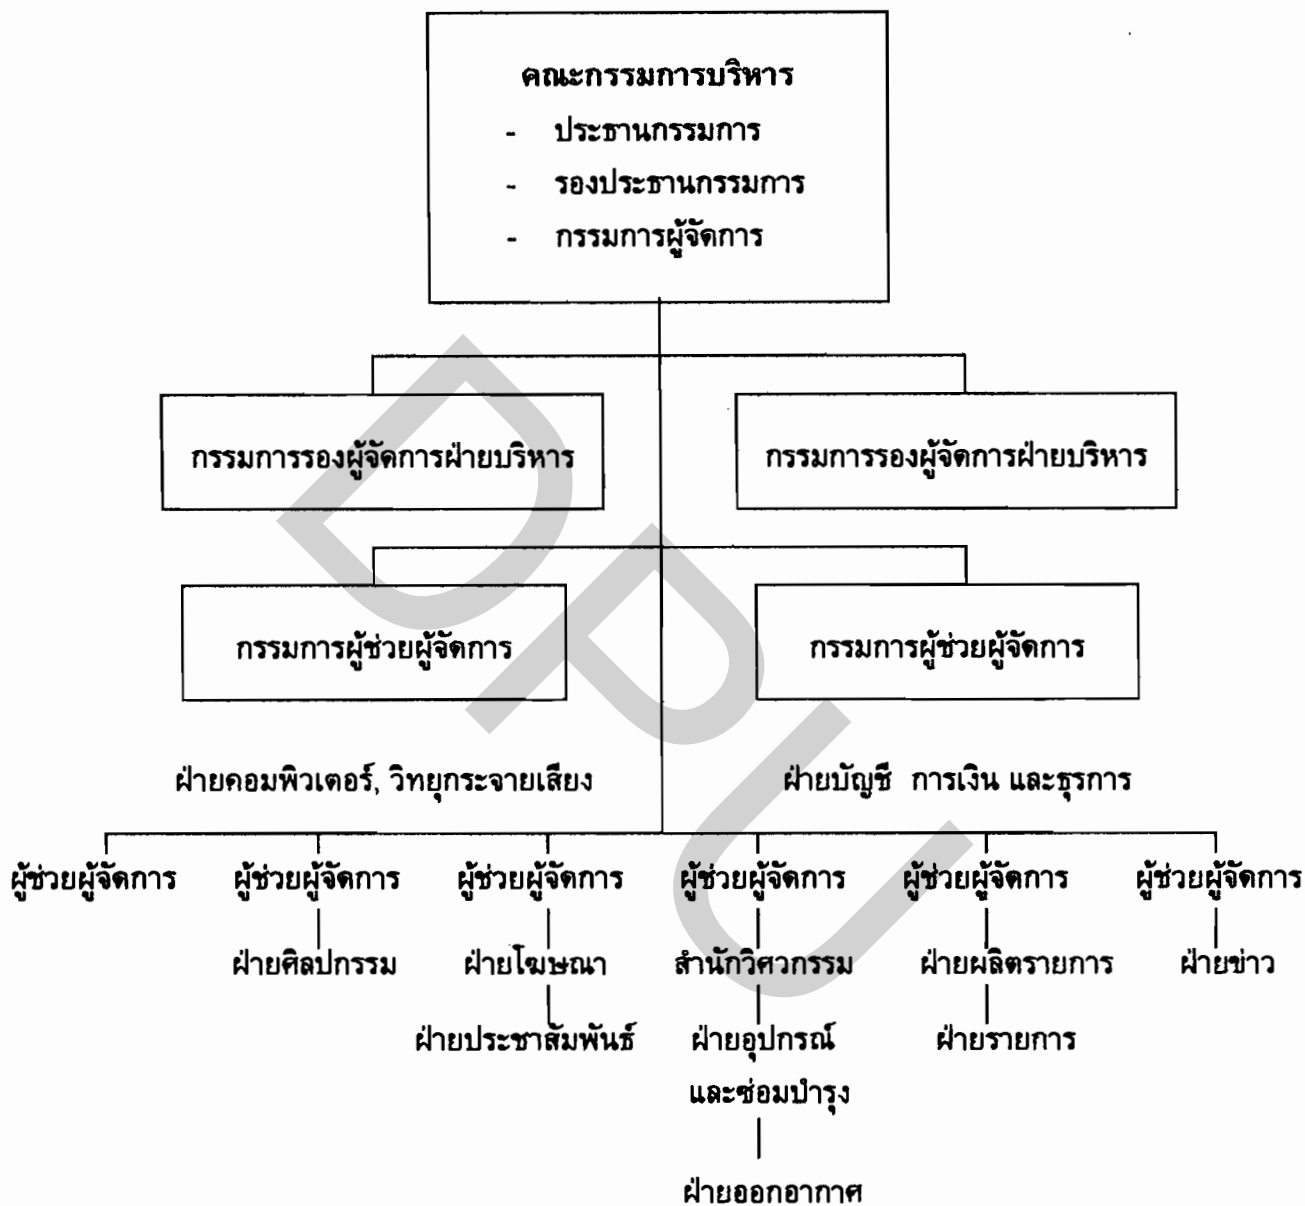 คณะกรรมการบริหาร
- ประธานกรรมการ
- รองประธานกรรมการ
- กรรมการผู้จัดการ
กรรมการรองผู้จัดการฝ่ายบริหาร กรรมการรองผู้จัดการฝ่ายบริหาร
กรรมการผู้ช่วยผู้จัดการ กรรมการผู้ช่วยผู้จัดการ
ฝ่ายคอมพิวเตอร์, วิทยุกระจายเสียง ฝ่ายบัญชี การเงิน และธุรการ
ผู้ช่วยผู้จัดการ ผู้ช่วยผู้จัดการ ผู้ช่วยผู้จัดการ ผู้ช่วยผู้จัดการ ผู้ช่วยผู้จัดการ ผู้ช่วยผู้จัดการ
ฝ่ายศิลปกรรม ฝ่ายโฆษณา สำนักวิศวกรรม ฝ่ายผลิตรายการ ฝ่ายข่าว
ฝ่ายประชาสัมพันธ์ ฝ่ายอุปกรณ์ ฝ่ายรายการ
และซ่อมบำรุง
ฝ่ายออกอากาศ
DPU